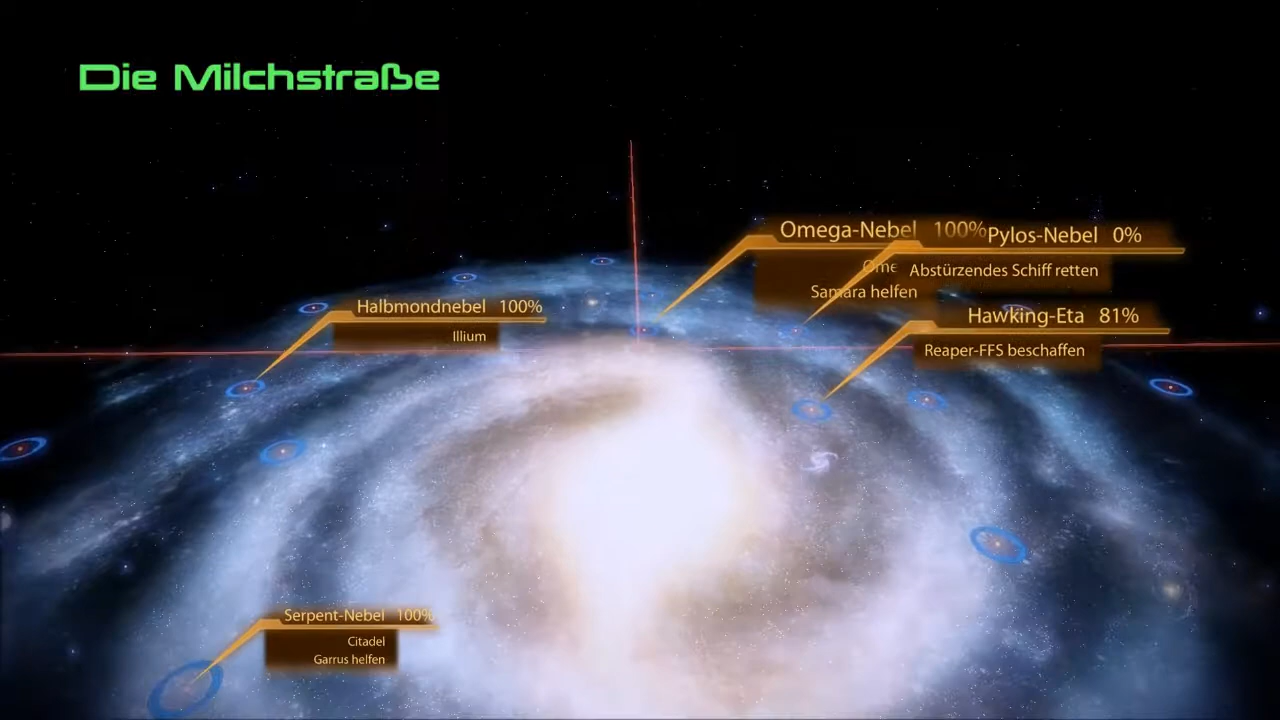 Die Milchstraße
Omega-Nebel 100%
Samara helfen
Pylos-Nebel 0%
Abstürzendes Schiff retten
Halbmondnebel 100%
Illium
Hawking-Eta 81%
Reaper-FFS beschaffen
Serpent-Nebel 100%
Citadel
Garrus helfen